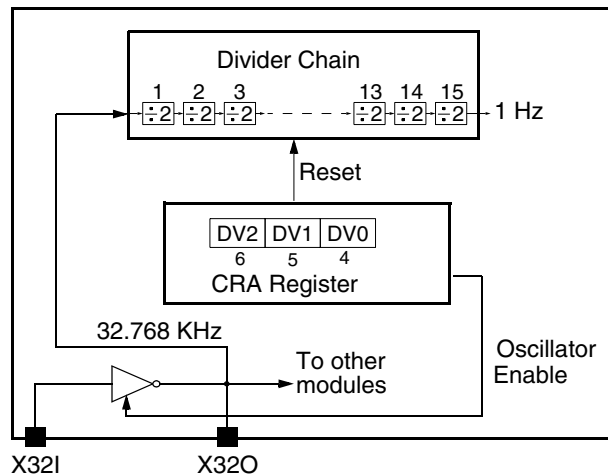 Divider Chain
1 2 3 13 14 15
÷2 ÷2 ÷2 ÷2 ÷2 ÷2 1 Hz
Reset
DV2 DV1 DV0
6 5 4
CRA Register
32.768 KHz
To other
modules
Oscillator
Enable
X32I X32O